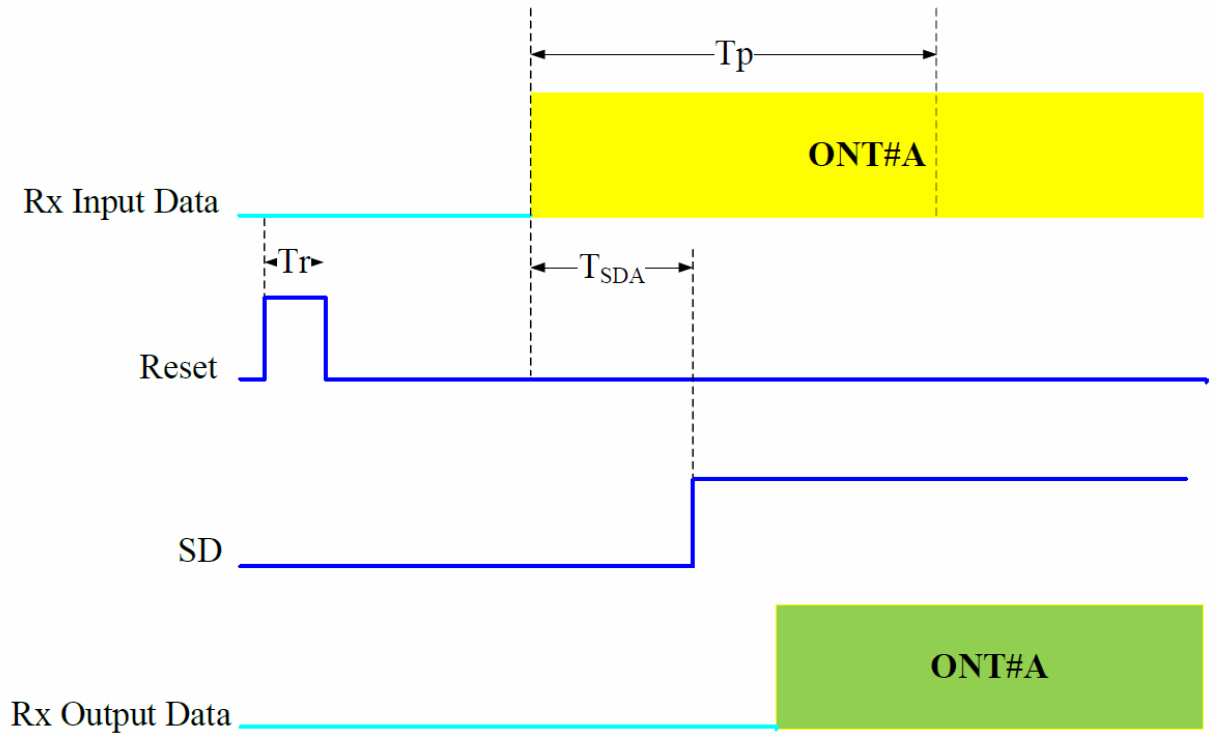 Tp
ONT#A
Rx Input Data
Tr
TSDA
Reset
SD
ONT#A
Rx Output Data